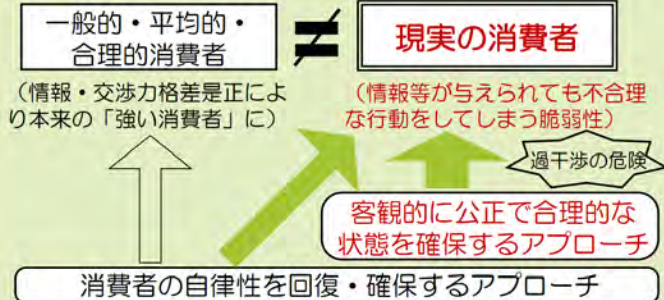 一般的・平均的・
合理的消費者
≠
現実の消費者
（情報・交渉力格差是正によ
り本来の「強い消費者」に）
（情報等が与えられても不合理
な行動をしてしまう脆弱性）
過干渉の危険
客観的に公正で合理的な
状態を確保するアプローチ
消費者の自律性を回復・確保するアプローチ